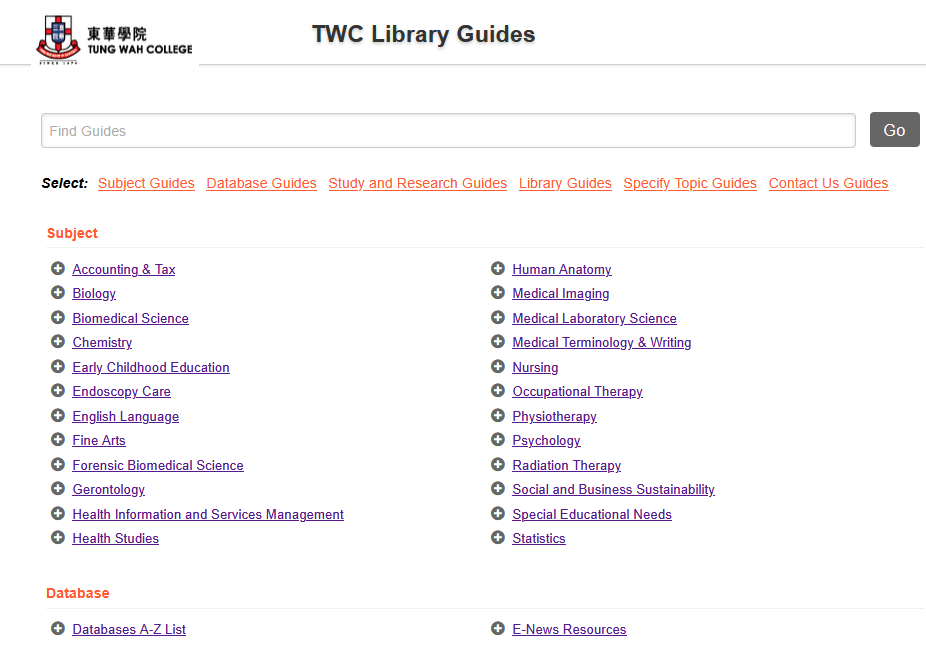 東華學院
TUNG WAH COLLEGE
SINCE 1870
TWC Library Guides
Find Guides
Go
Select: Subject Guides Database Guides Study and Research Guides Library Guides Specify Topic Guides Contact Us Guides
Subject
Accounting & Tax
Biology
Biomedical Science
Chemistry
Early Childhood Education
Endoscopy Care
English Language
Fine Arts
Forensic Biomedical Science
Gerontology
Health Information and Services Management
Health Studies
Human Anatomy
Medical Imaging
Medical Laboratory Science
Medical Terminology & Writing
Nursing
Occupational Therapy
Physiotherapy
Psychology
Radiation Therapy
Social and Business Sustainability
Special Educational Needs
Statistics
Database
Databases A-Z List
E-News Resources